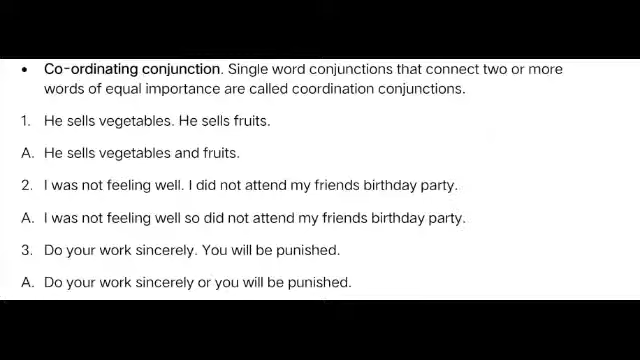 • Co-ordinating conjunction. Single word conjunctions that connect two or more
words of equal importance are called coordination conjunctions.
1. He sells vegetables. He sells fruits.
A. He sells vegetables and fruits.
2. I was not feeling well. I did not attend my friends birthday party.
A. I was not feeling well so did not attend my friends birthday party.
3. Do your work sincerely. You will be punished.
A. Do your work sincerely or you will be punished.